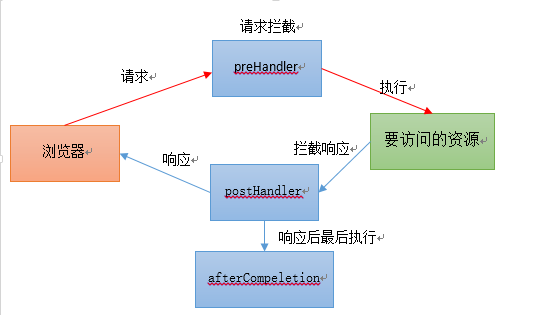 请求拦截
preHandler
请求
执行
浏览器
要访问的资源
响应
拦截响应
postHandler
响应后最后执行
afterCompeletion